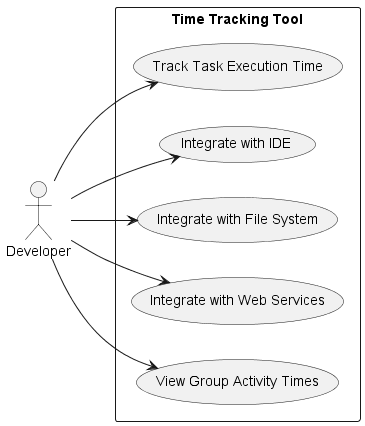 Time Tracking Tool
Track Task Execution Time
Integrate with IDE
Integrate with File System
Developer
Integrate with Web Services
View Group Activity Times